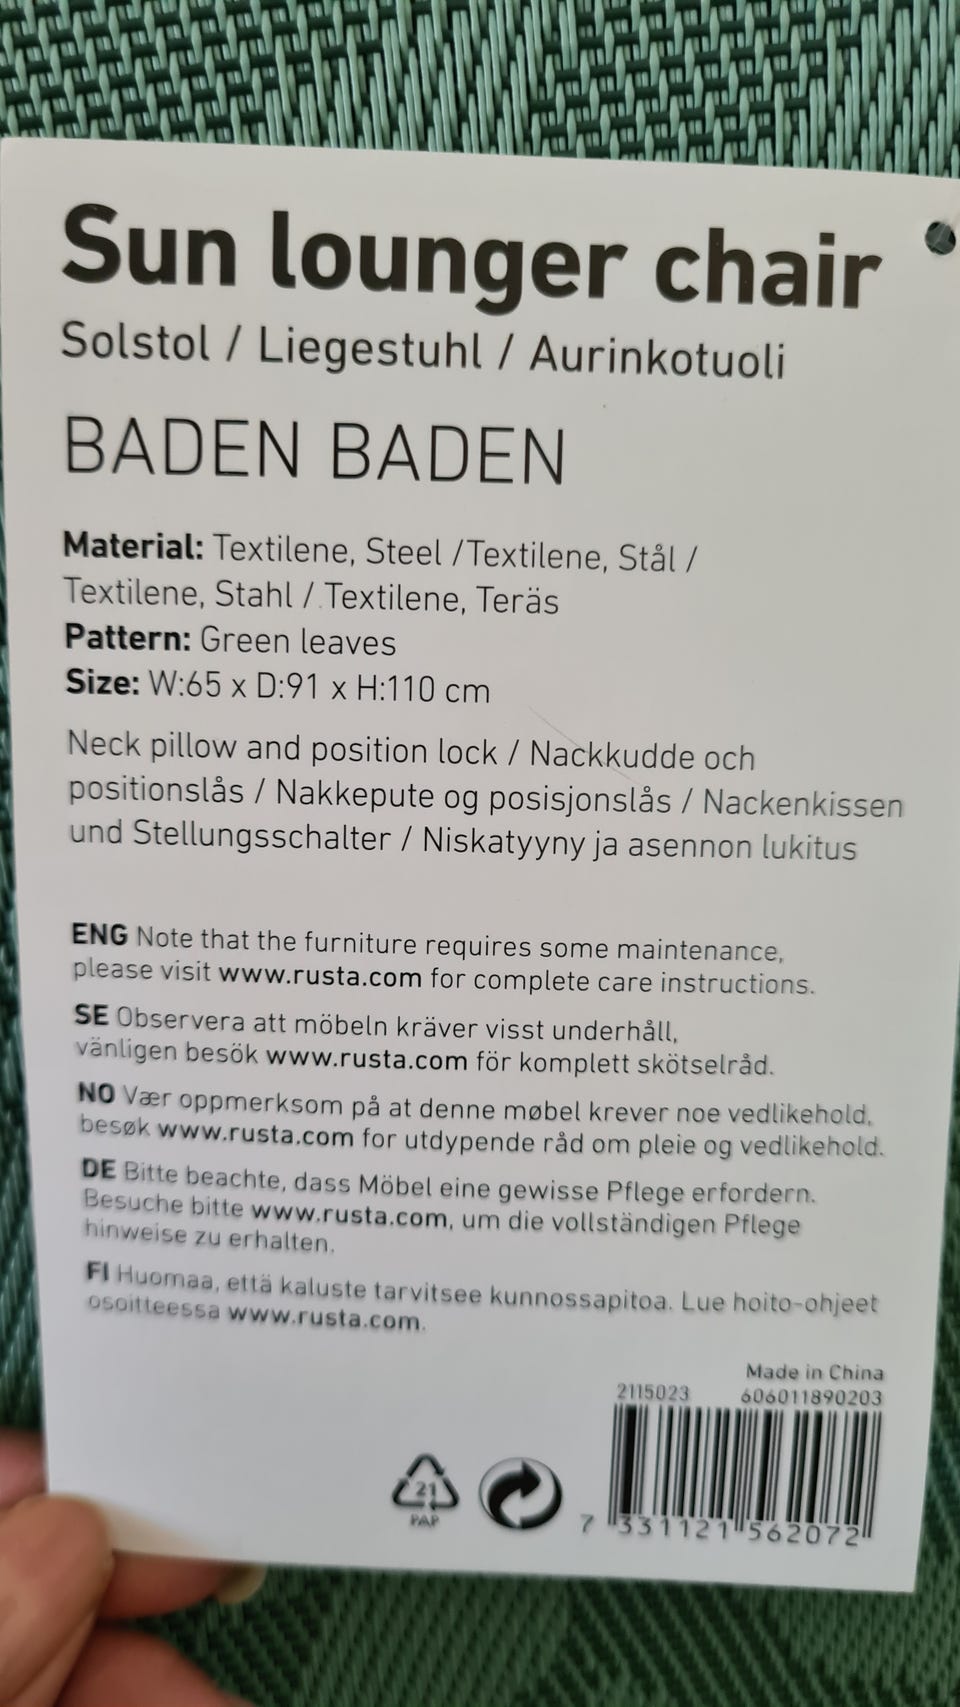 Sun lounger chair
Solstol / Liegestuhl / Aurinkotuoli
BADEN BADEN
Material: Textilene, Steel / Textilene, Stål /
Textilene, Stahl / Textilene, Teräs
Pattern: Green leaves
Size: W:65 x D:91 x H:110 cm
Neck pillow and position lock / Nackkudde och
positionslås / Nakkepute og posisjonslås / Nackenkissen
und Stellungsschalter / Niskatyyny ja asennon lukitus
ENG Note that the furniture requires some maintenance,
please visit www.rusta.com for complete care instructions.
SE Observera att möbeln kräver visst underhåll,
vänligen besök www.rusta.com för komplett skötselråd.
NO Vær oppmerksom på at denne møbel krever noe vedlikehold,
besøk www.rusta.com for utdypende råd om pleie og vedlikehold.
DE Bitte beachte, dass Möbel eine gewisse Pflege erfordern.
Besuche bitte www.rusta.com, um die vollständigen Pflege
hinweise zu erhalten.
FI Huomaa, että kaluste tarvitsee kunnossapitoa. Lue hoito-ohjeet
osoitteessa www.rusta.com.
Made in China
2115023 606011890203
21
PAP
7 331121 562072